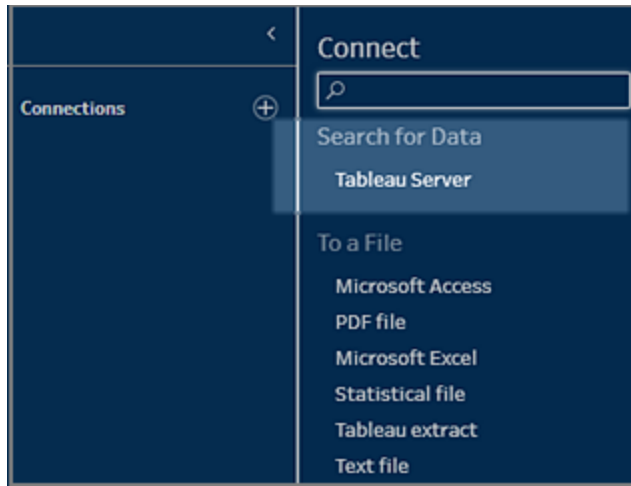 Connections
Connect
Search for Data
Tableau Server
To a File
Microsoft Access
PDF file
Microsoft Excel
Statistical file
Tableau extract
Text file